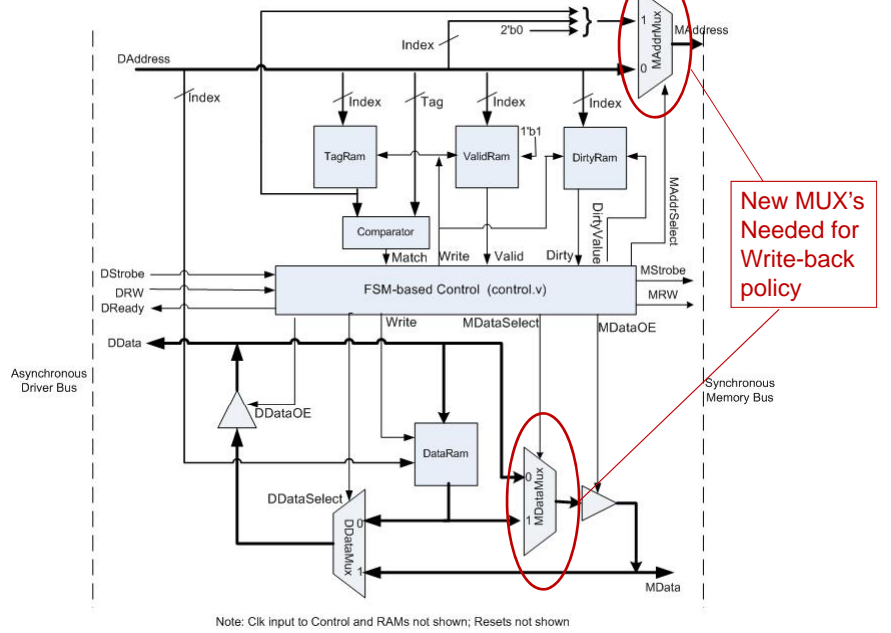 2'b0
}
1
MAddrMux
MAddress
Index
DAddress
0
Index
Index
Tag
Index
Index
1'b1
TagRam
ValidRam
DirtyRam
New MUX's
Needed for
Write-back
policy
MAddrSelect
DirtyValue
Comparator
Match
Write
Valid
Dirty
DStrobe
MStrobe
DRW
FSM-based Control (control.v)
MRW
DReady
Write
MDataSelect
MDataOE
DData
Asynchronous
Driver Bus
Synchronous
Memory Bus
DDataOE
DataRam
0
MDataMux
DDataSelect
0
1
DDataMux
1
MData
Note: Clk input to Control and RAMs not shown; Resets not shown